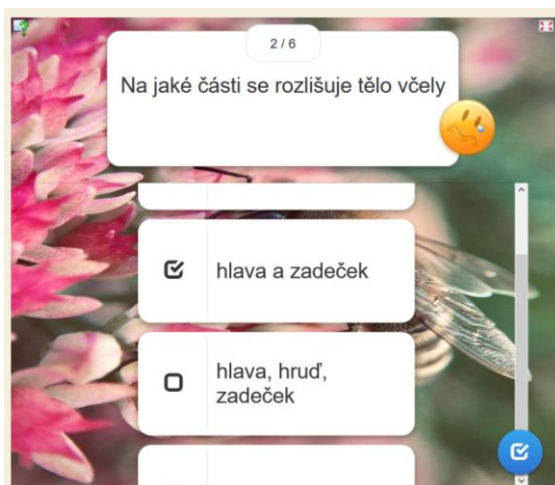 2 / 6
Na jaké části se rozlišuje tělo včely
hlava a zadeček
hlava, hruď,
zadeček